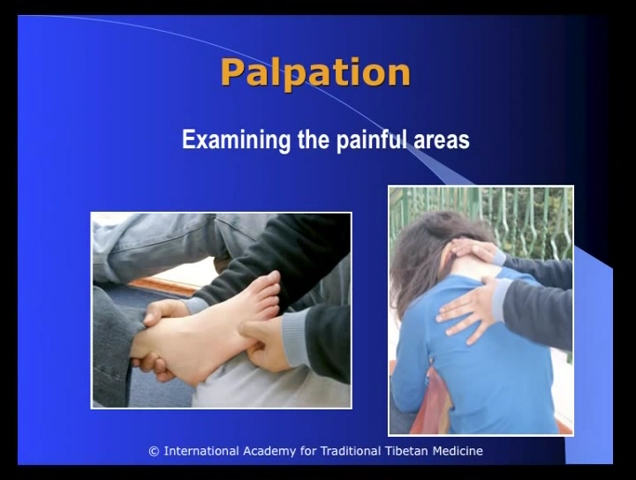 Palpation
Examining the painful areas
© International Academy for Traditional Tibetan Medicine